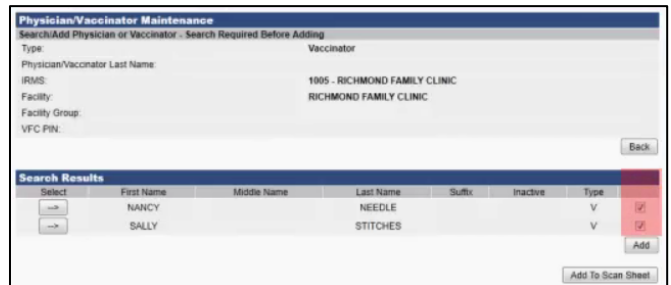 Physician/Vaccinator Maintenance
Search/Add Physician or Vaccinator - Search Required Before Adding
Type: Vaccinator
Physician/Vaccinator Last Name:
IRMS: 1005 - RICHMOND FAMILY CLINIC
Facility: RICHMOND FAMILY CLINIC
Facility Group:
VFC PIN:
Back
Search Results
Select First Name Middle Name Last Name Suffix Inactive Type
--> NANCY NEEDLE V
--> SALLY STITCHES V
Add
Add To Scan Sheet